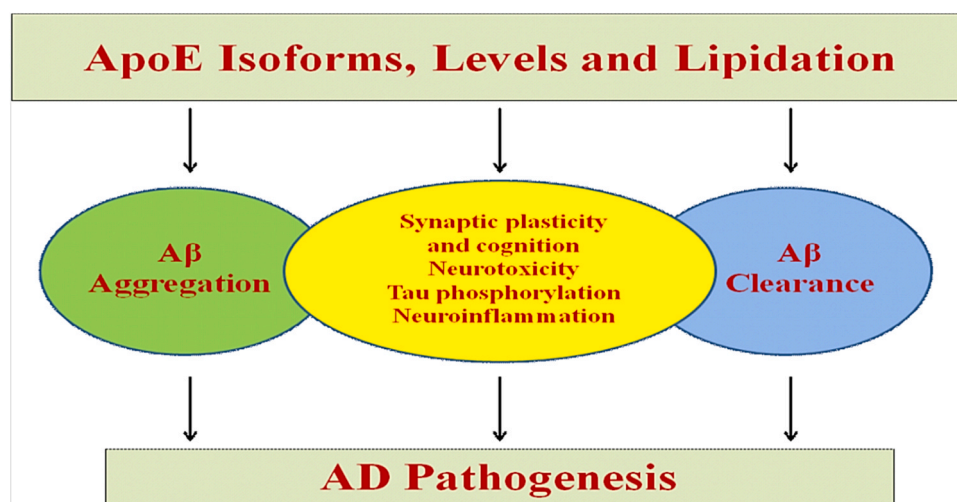 ApoE Isoforms, Levels and Lipidation
Aβ
Aggregation
Synaptic plasticity
and cognition
Neurotoxicity
Tau phosphorylation
Neuroinflammation
Aβ
Clearance
AD Pathogenesis